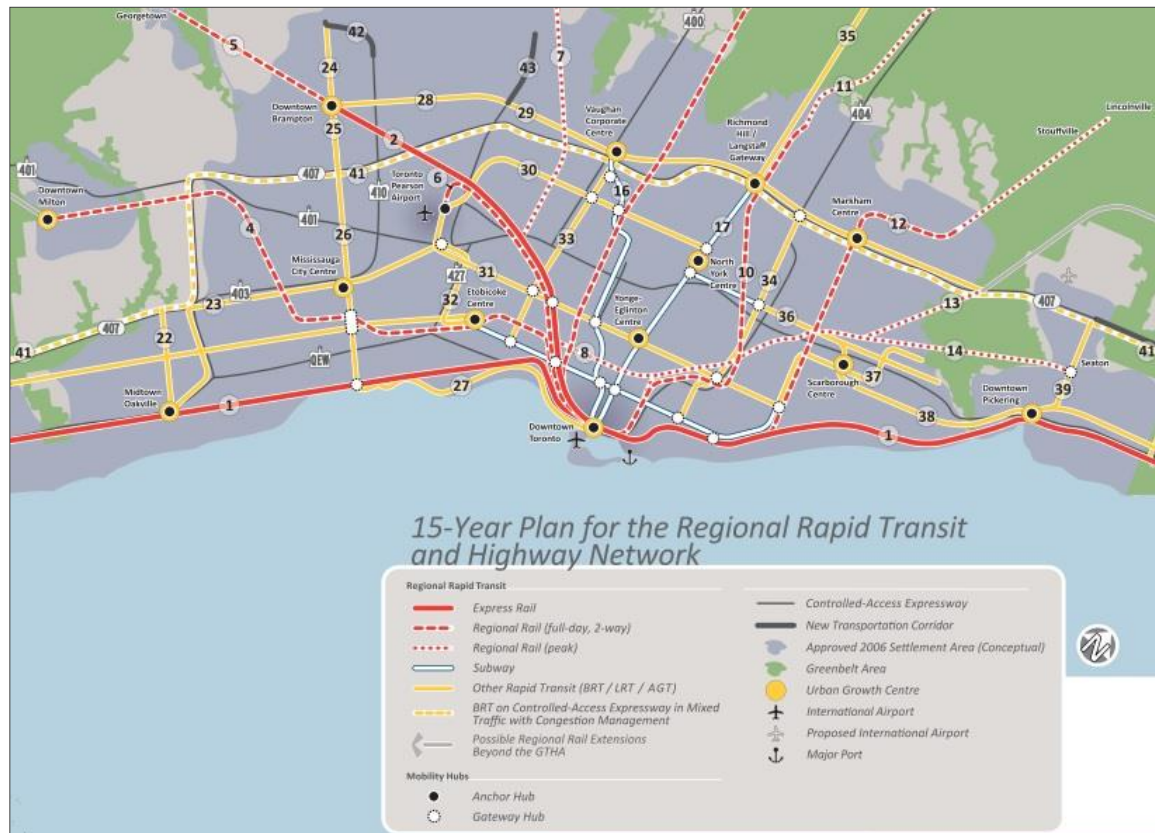 Georgetown
5
42
24
7
400
35
43
11
Downtown
Brampton
28
29
Vaughan
Corporate
Centre
Richmond
Hill /
Langstaff
Gateway
404
Lincolnville
Stouffville
25
2
401
407
41
410
Toronto
Pearson
Airport
6
30
16
Downtown
Milton
4
401
17
Markham
Centre
12
26
33
Mississauga
City Centre
427
31
North
York
Centre
10
34
23
403
Etobicoke
Centre
32
Yonge-
Eglinton
Centre
13
407
407
22
36
41
41
QEW
8
14
Seaton
Midtown
Oakville
27
Scarborough
Centre
37
Downtown
Pickering
39
1
38
Downtown
Toronto
1
15-Year Plan for the Regional Rapid Transit
and Highway Network
Regional Rapid Transit
Express Rail
Regional Rail (full-day, 2-way)
Regional Rail (peak)
Subway
Other Rapid Transit (BRT / LRT / AGT)
BRT on Controlled-Access Expressway in Mixed
Traffic with Congestion Management
Possible Regional Rail Extensions
Beyond the GTHA
Mobility Hubs
Anchor Hub
Gateway Hub
Controlled-Access Expressway
New Transportation Corridor
Approved 2006 Settlement Area (Conceptual)
Greenbelt Area
Urban Growth Centre
International Airport
Proposed International Airport
Major Port